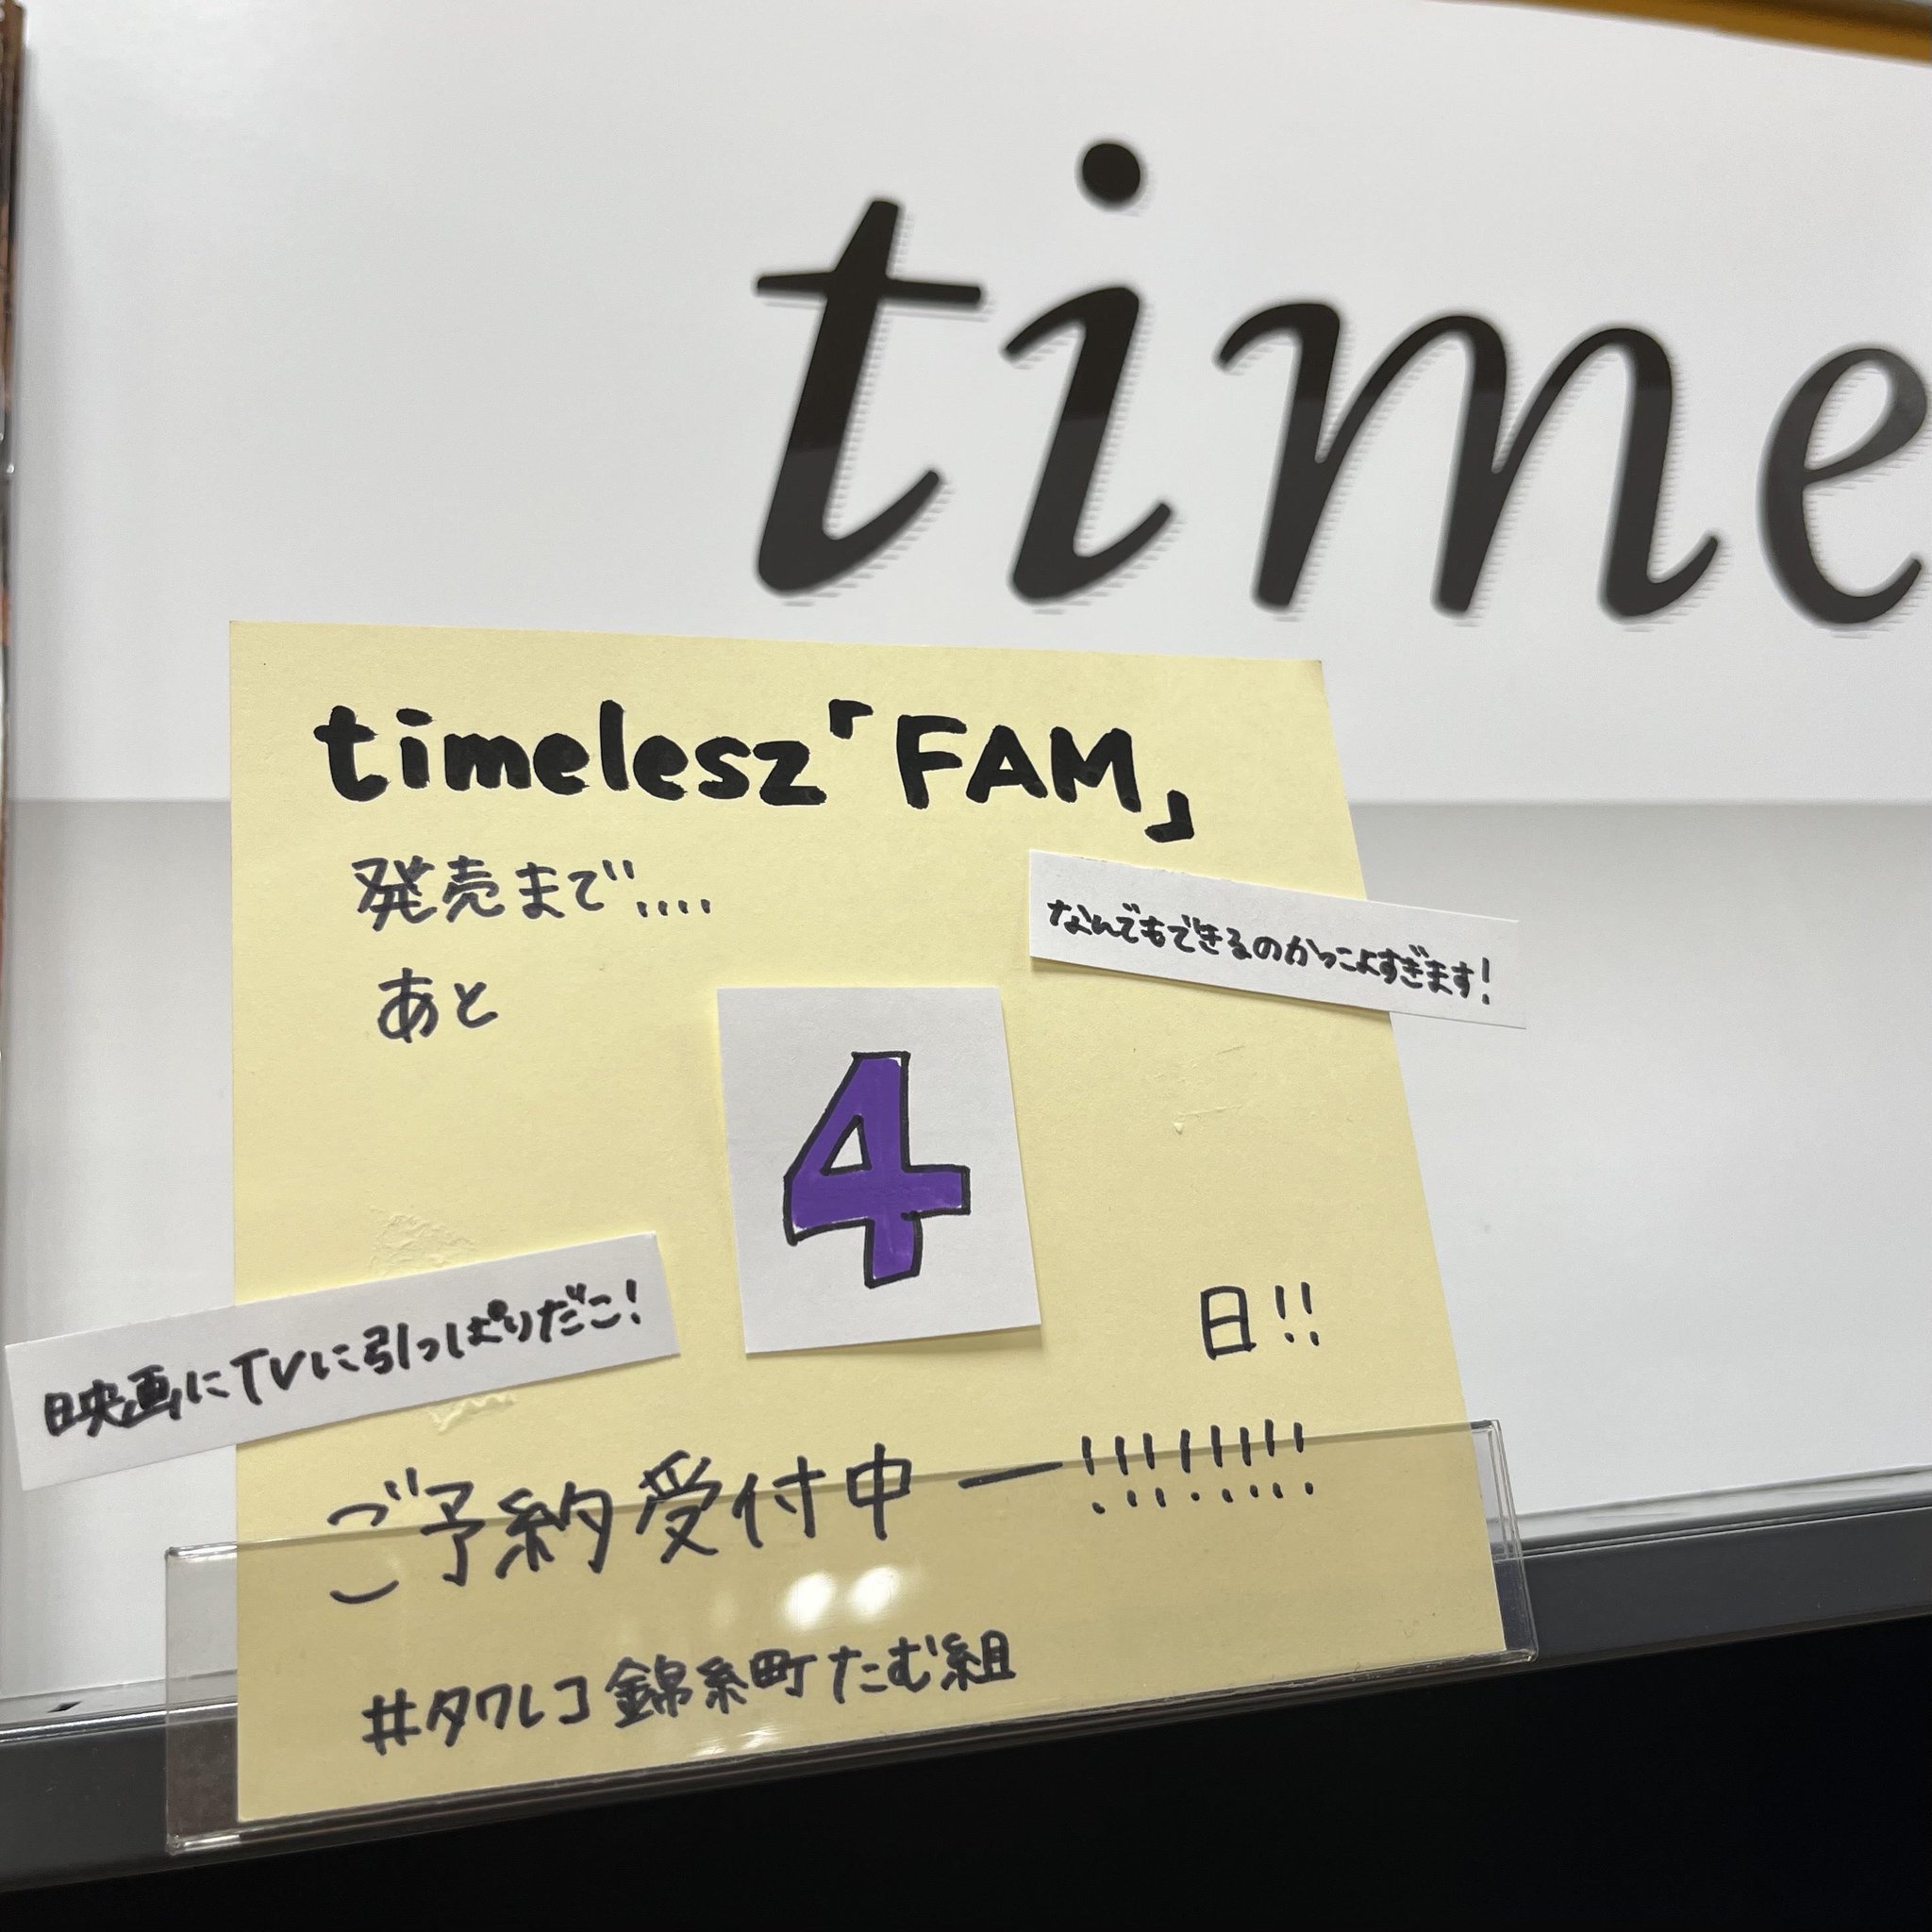 time
timelesz「FAM」
発売まで....
なんでもできるのかっこよすぎます!
あと
4
日!!
映画にTVに引っぱりだこ!
ご予約受付中ー!!!!!!!!
#タワレコ錦糸町たむ組